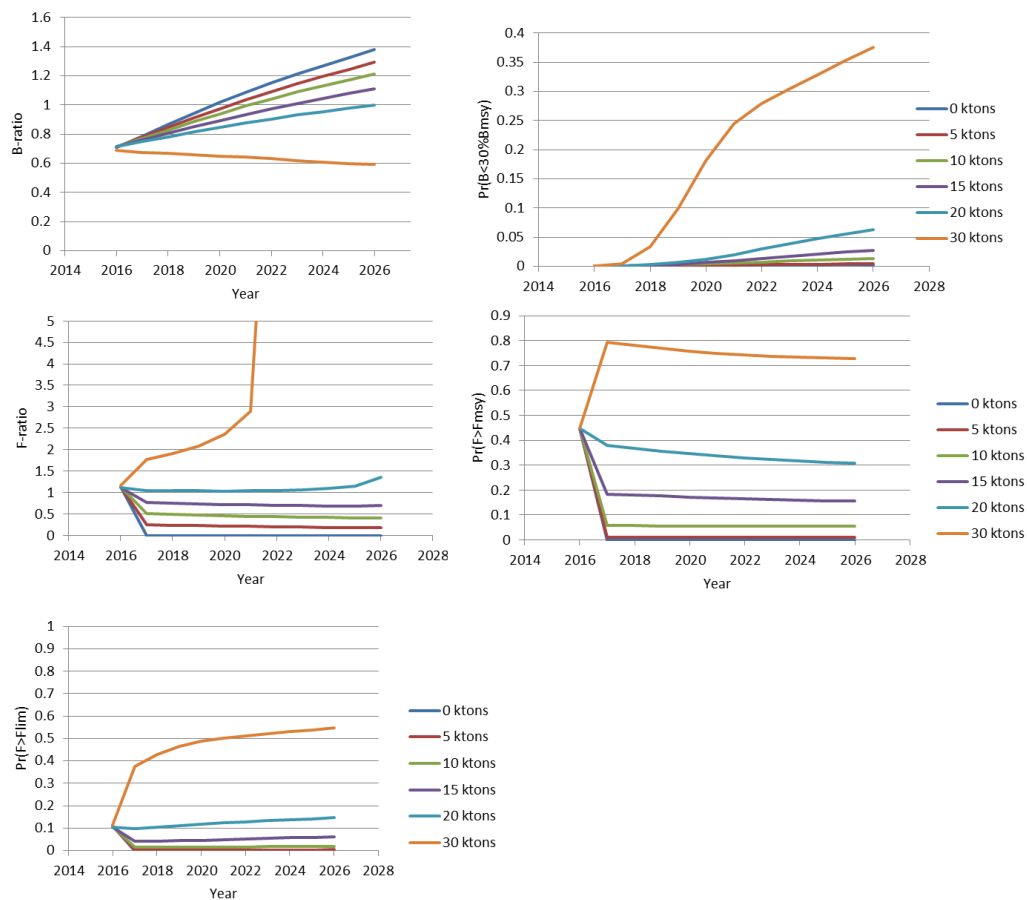 B-ratio
1.6
1.4
1.2
1
0.8
0.6
0.4
0.2
0
2014 2016 2018 2020 2022 2024 2026
Year
Pr(B<30%Bmsy)
0.4
0.35
0.3
0.25
0.2
0.15
0.1
0.05
0
2014 2016 2018 2020 2022 2024 2026 2028
Year
0 ktons
5 ktons
10 ktons
15 ktons
20 ktons
30 ktons
F-ratio
5
4.5
4
3.5
3
2.5
2
1.5
1
0.5
0
2014 2016 2018 2020 2022 2024 2026 2028
Year
Pr(F>Fmsy)
0.9
0.8
0.7
0.6
0.5
0.4
0.3
0.2
0.1
0
2014 2016 2018 2020 2022 2024 2026 2028
Year
0 ktons
5 ktons
10 ktons
15 ktons
20 ktons
30 ktons
Pr(F>Flim)
1
0.9
0.8
0.7
0.6
0.5
0.4
0.3
0.2
0.1
0
2014 2016 2018 2020 2022 2024 2026 2028
Year
0 ktons
5 ktons
10 ktons
15 ktons
20 ktons
30 ktons